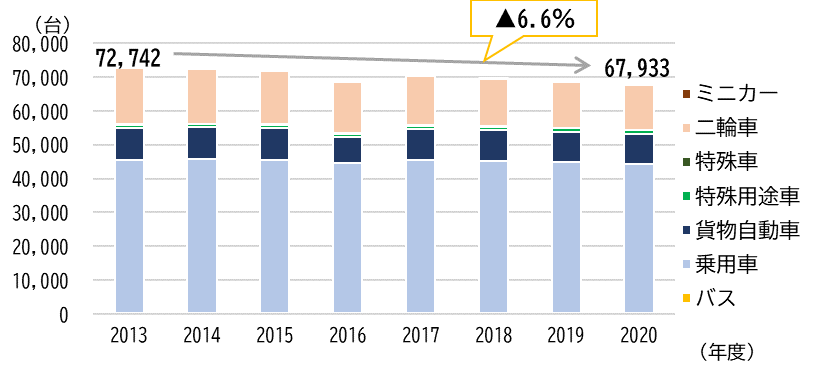 （台）
▲6.6%
80,000
70,000
60,000
50,000
40,000
30,000
20,000
10,000
0
72,742
67,933
2013
2014
2015
2016
2017
2018
2019
2020
（年度）
ミニカー
二輪車
特殊車
特殊用途車
貨物自動車
乗用車
バス